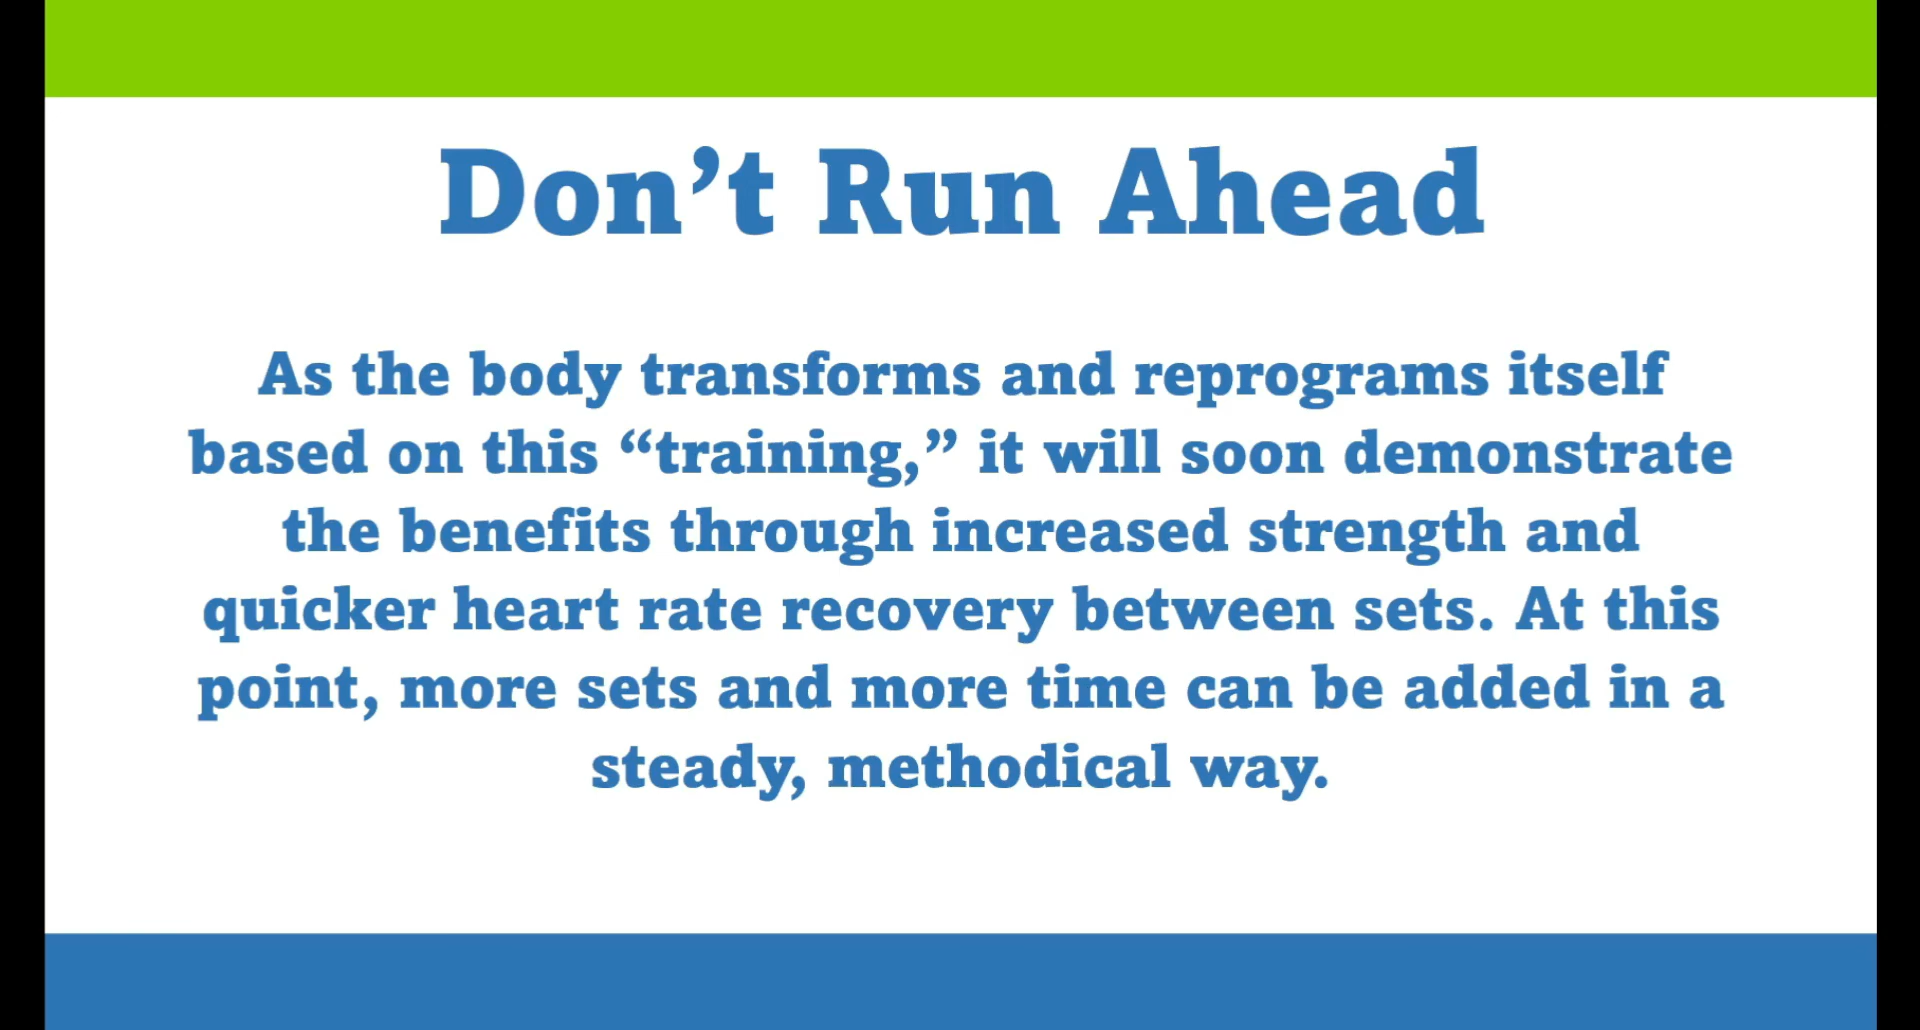 Don’t Run Ahead
As the body transforms and reprograms itself
based on this “training,” it will soon demonstrate
the benefits through increased strength and
quicker heart rate recovery between sets. At this
point, more sets and more time can be added in a
steady, methodical way.